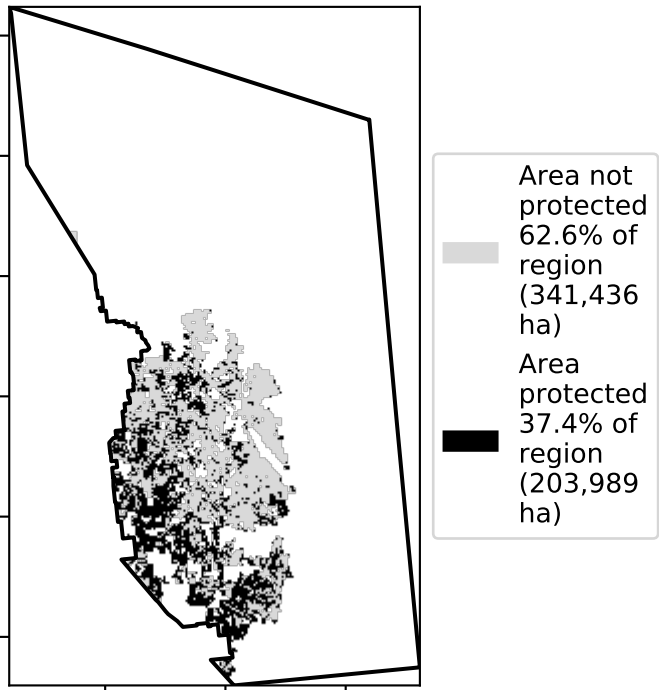 Area not
protected
62.6% of
region
(341,436
ha)
Area
protected
37.4% of
region
(203,989
ha)